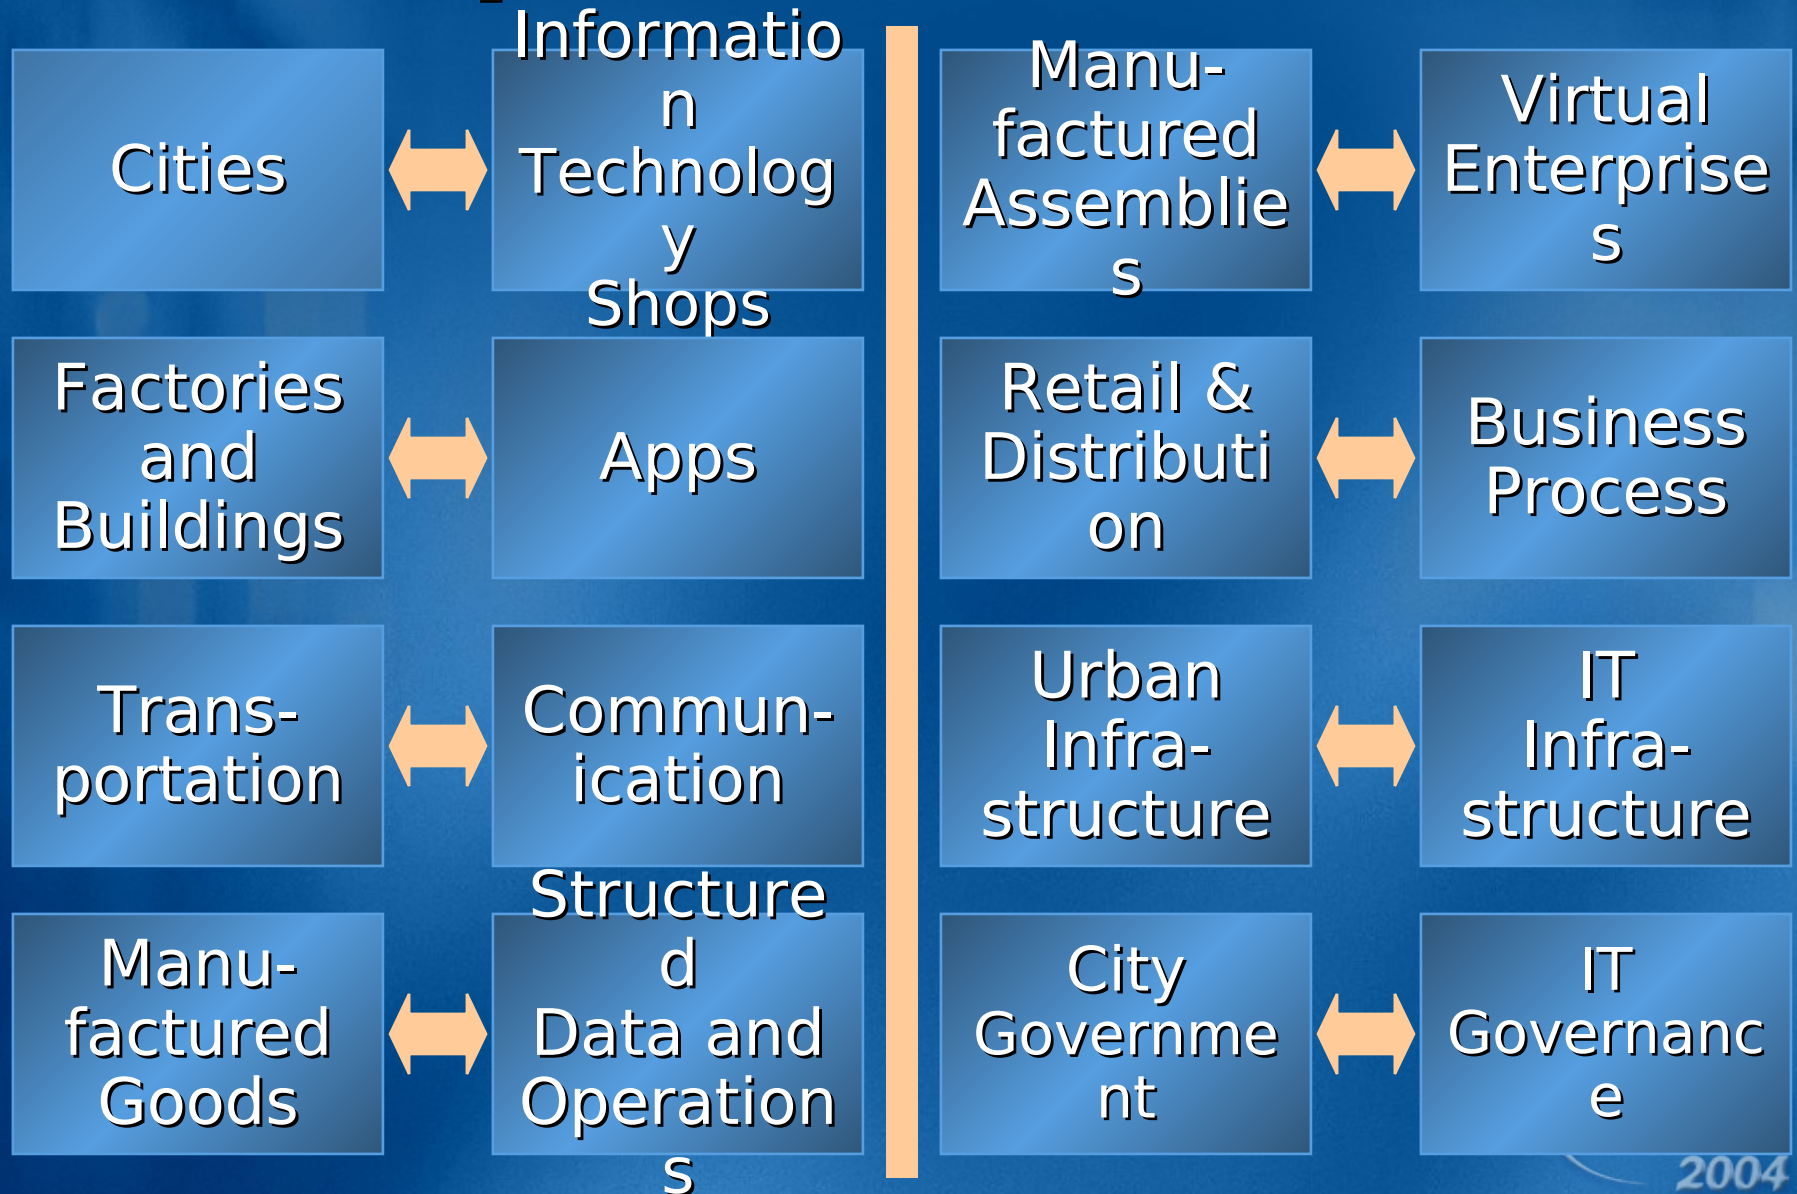 Cities
Informatio
n
Technolog
y
Shops
Factories
and
Buildings
Apps
Trans-
portation
Commun-
ication
Manu-
factured
Goods
Structure
d
Data and
Operation
s
Manu-
factured
Assemblie
s
Virtual
Enterprise
s
Retail &
Distributi
on
Business
Process
Urban
Infra-
structure
IT
Infra-
structure
City
Governme
nt
IT
Governanc
e
2004